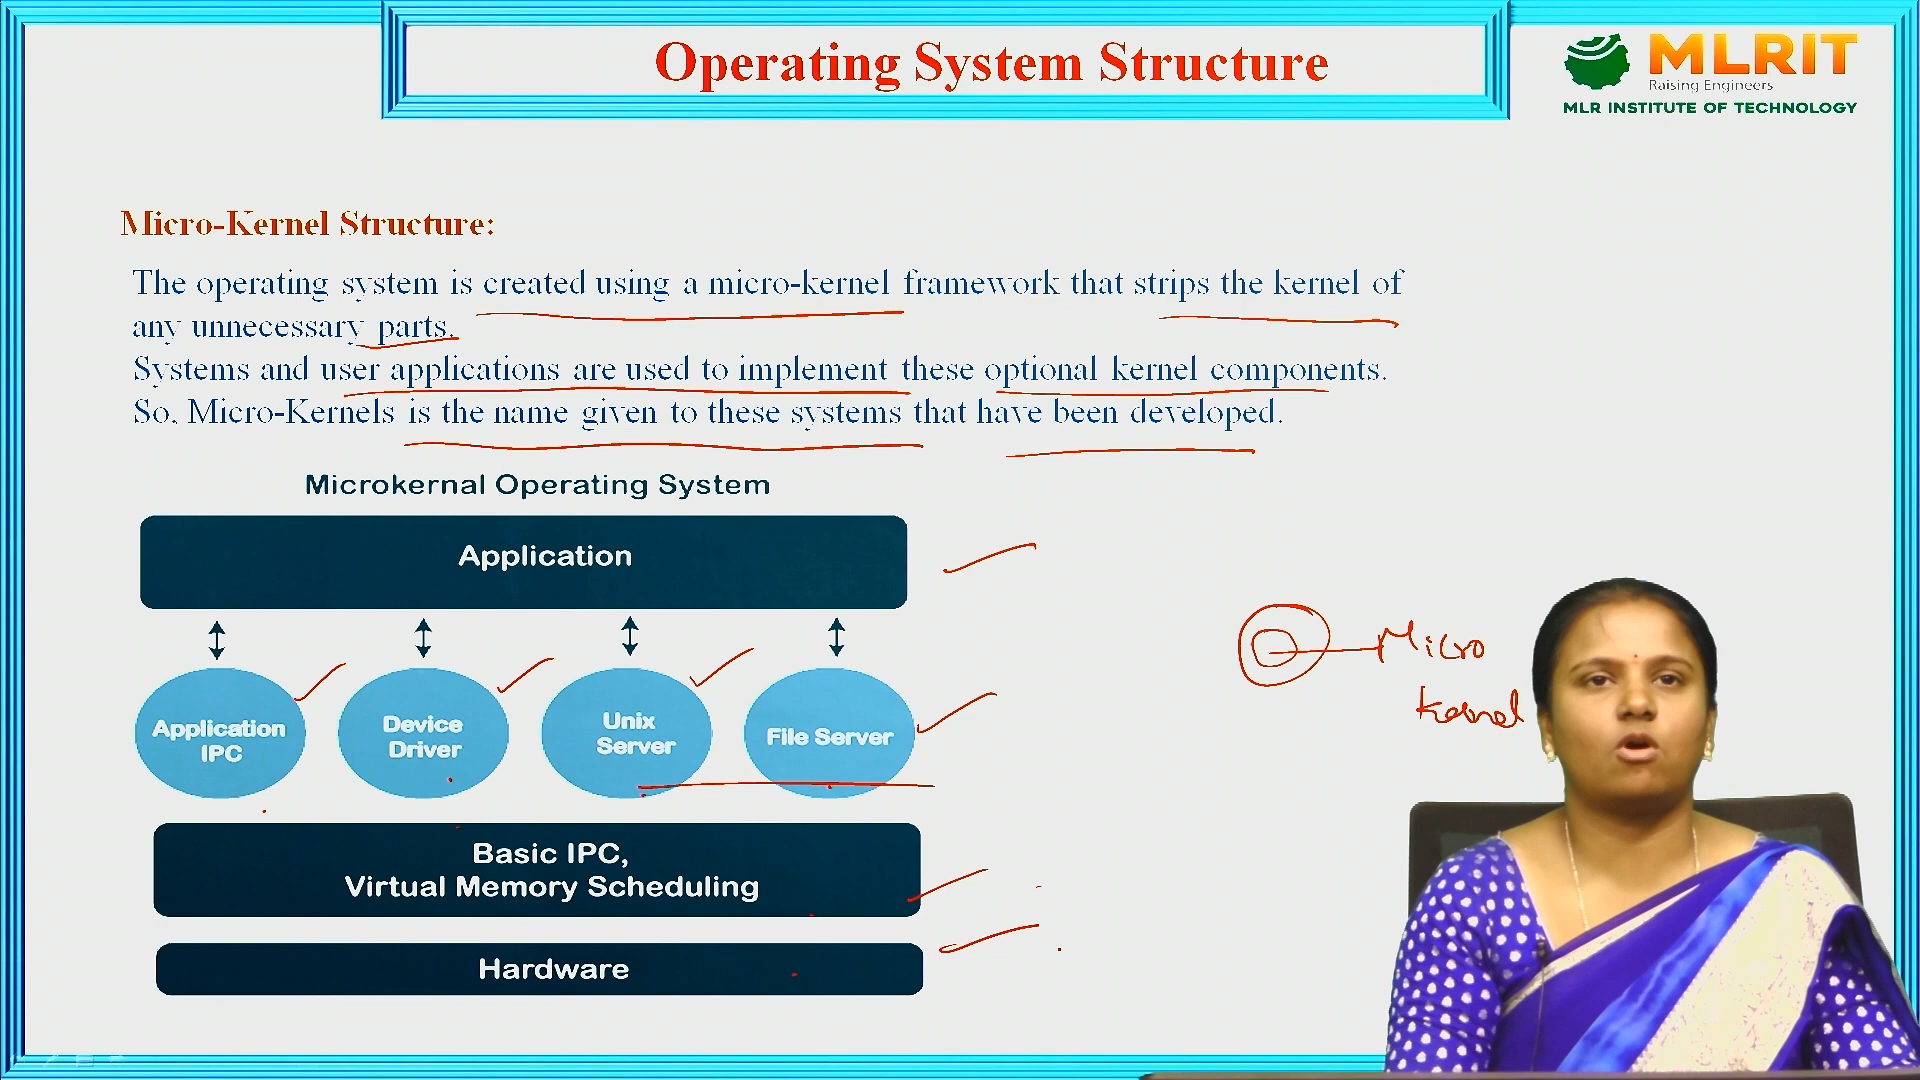 Operating System Structure
MLRIT
Raising Engineers
MLR INSTITUTE OF TECHNOLOGY
Micro-Kernel Structure:
The operating system is created using a micro-kernel framework that strips the kernel of
any unnecessary parts.
Systems and user applications are used to implement these optional kernel components.
So, Micro-Kernels is the name given to these systems that have been developed.
Microkernal Operating System
Application
Application
IPC
Device
Driver
Unix
Server
File Server
Basic IPC,
Virtual Memory Scheduling
Hardware
Micro